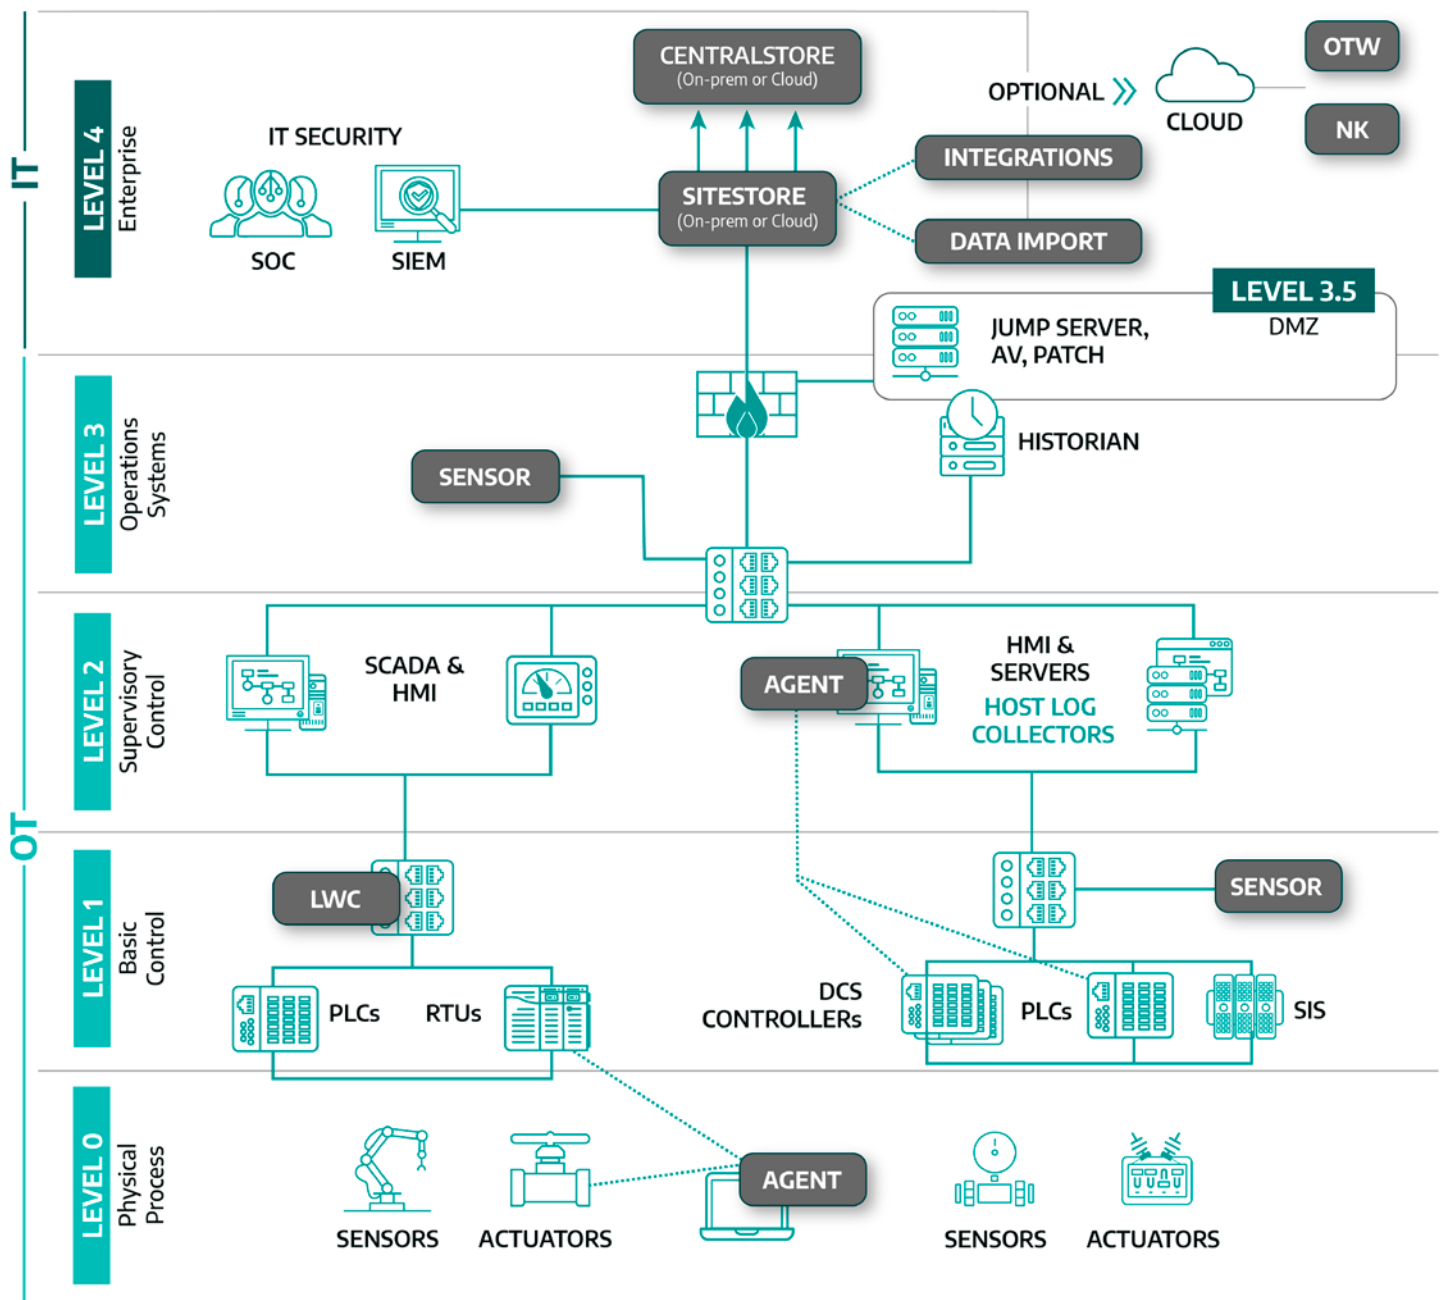 IT
LEVEL 4
Enterprise
CENTRALSTORE
(On-prem or Cloud)
OPTIONAL
CLOUD
OTW
NK
IT SECURITY
SOC
SIEM
SITESTORE
(On-prem or Cloud)
INTEGRATIONS
DATA IMPORT
LEVEL 3.5
DMZ
JUMP SERVER,
AV, PATCH
OT
LEVEL 3
Operations
Systems
SENSOR
HISTORIAN
LEVEL 2
Supervisory
Control
SCADA &
HMI
AGENT
HMI &
SERVERS
HOST LOG
COLLECTORS
LEVEL 1
Basic
Control
LWC
SENSOR
PLCs
RTUs
DCS
CONTROLLERs
PLCs
SIS
LEVEL 0
Physical
Process
SENSORS
ACTUATORS
AGENT
SENSORS
ACTUATORS